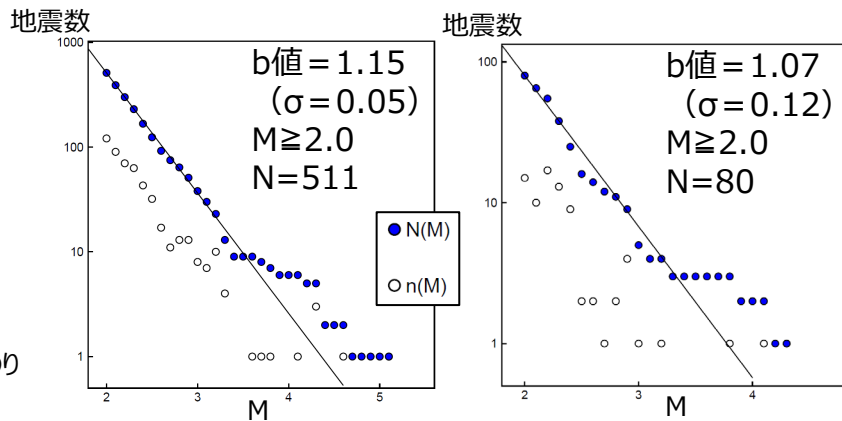 地震数
1000
100
10
1
2
3
4
5
M
b値＝1.15
（σ＝0.05）
M≧2.0
N=511
N(M)
n(M)
り
地震数
100
10
1
2
3
4
M
b値＝1.07
（σ＝0.12）
M≧2.0
N=80